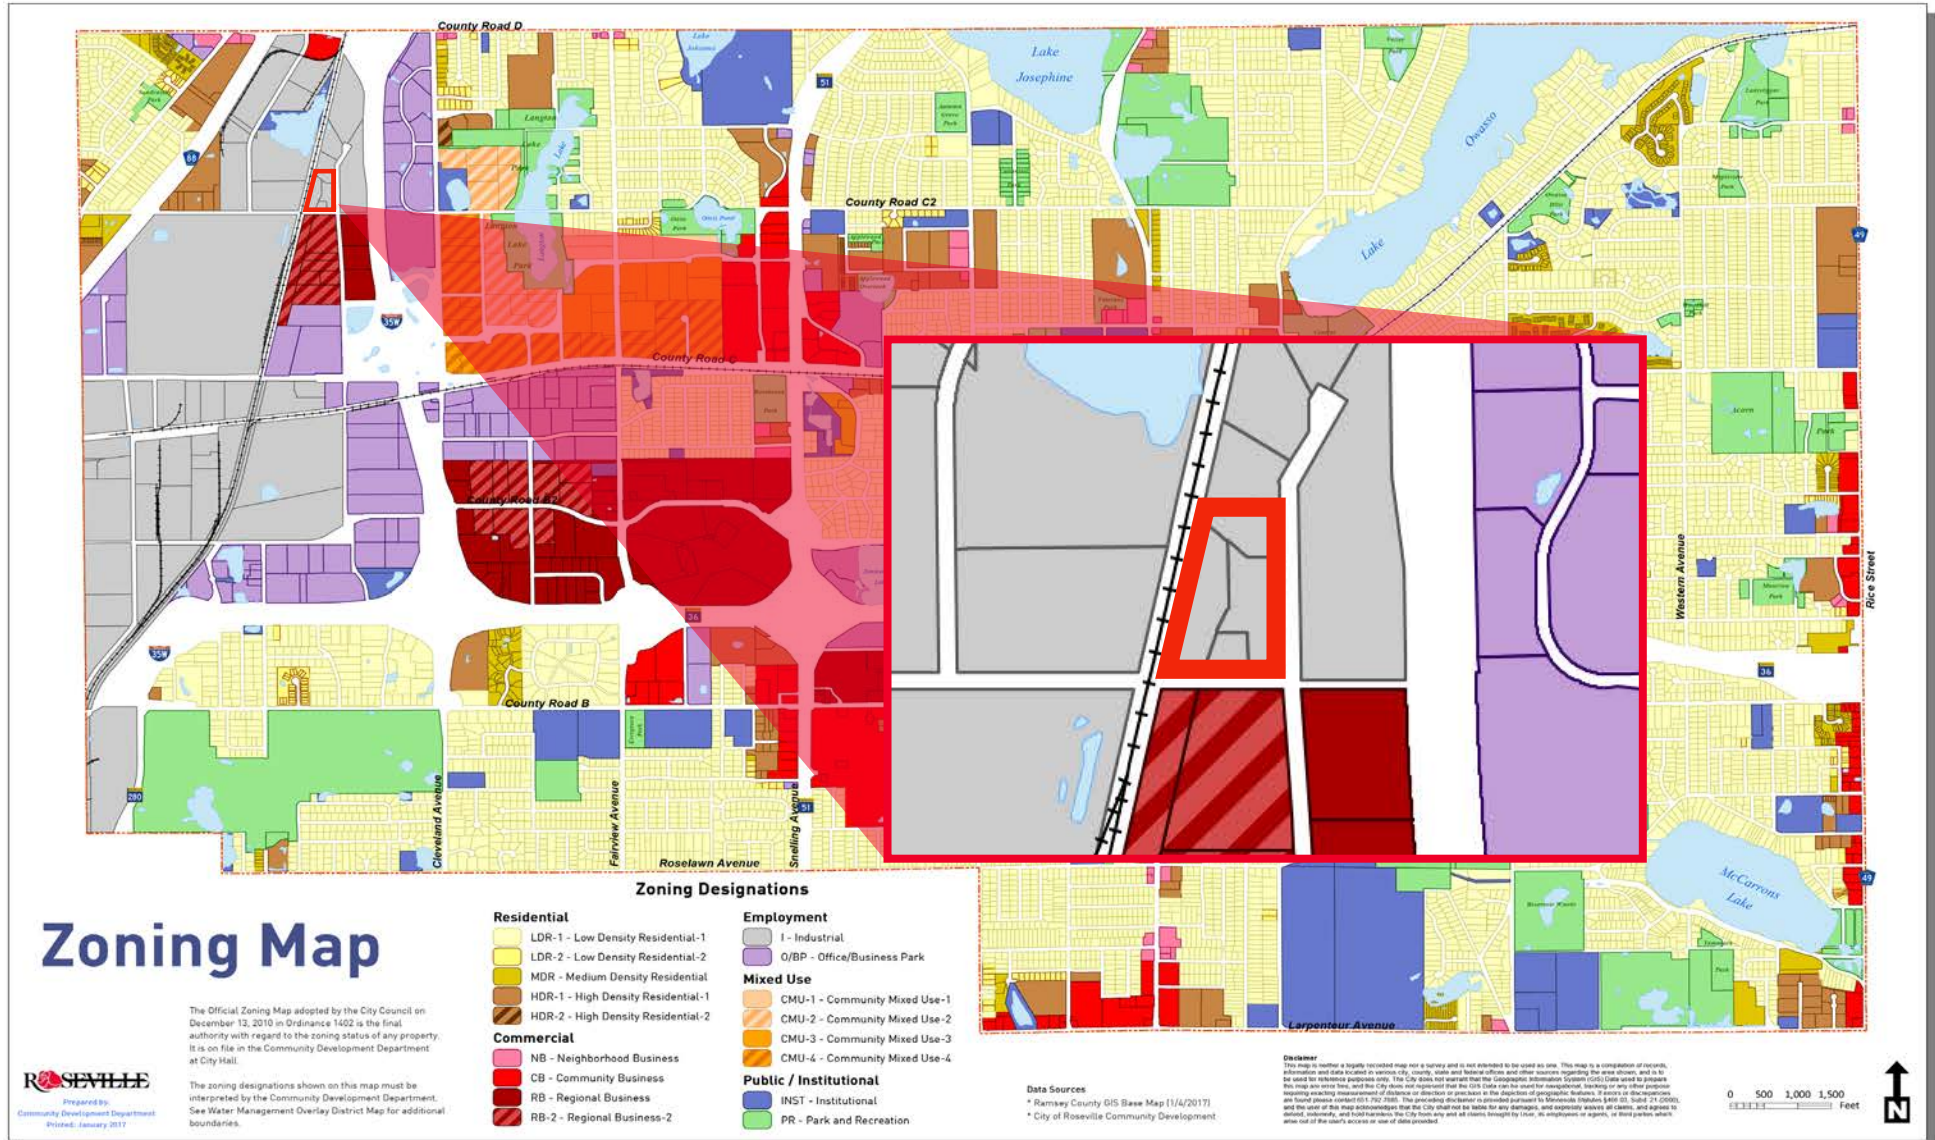 County Road D
Lake
Josephine
Lake
Owasso
51
88
County Road C2
49
Lake
35W
County Road C
County Road B2
Western Avenue
Rice Street
36
36
35W
County Road B
280
Cleveland Avenue
Fairview Avenue
Snelling Avenue
51
Roselawn Avenue
McCarrons
Lake
49
Larpenteur Avenue
Zoning Map
Zoning Designations
Residential
LDR-1 - Low Density Residential-1
LDR-2 - Low Density Residential-2
MDR - Medium Density Residential
HDR-1 - High Density Residential-1
HDR-2 - High Density Residential-2
Commercial
NB - Neighborhood Business
CB - Community Business
RB - Regional Business
RB-2 - Regional Business-2
Employment
I - Industrial
O/BP - Office/Business Park
Mixed Use
CMU-1 - Community Mixed Use-1
CMU-2 - Community Mixed Use-2
CMU-3 - Community Mixed Use-3
CMU-4 - Community Mixed Use-4
Public / Institutional
INST - Institutional
PR - Park and Recreation
The Official Zoning Map adopted by the City Council on
December 13, 2010 in Ordinance 1402 is the final
authority with regard to the zoning status of any property.
It is on file in the Community Development Department
at City Hall.
The zoning designations shown on this map must be
interpreted by the Community Development Department.
See Water Management Overlay District Map for additional
boundaries.
ROSEVILLE
Prepared by:
Community Development Department
Printed: January 2017
Data Sources
* Ramsey County GIS Base Map (1/4/2017)
* City of Roseville Community Development
Disclaimer
0 500 1,000 1,500
Feet
N